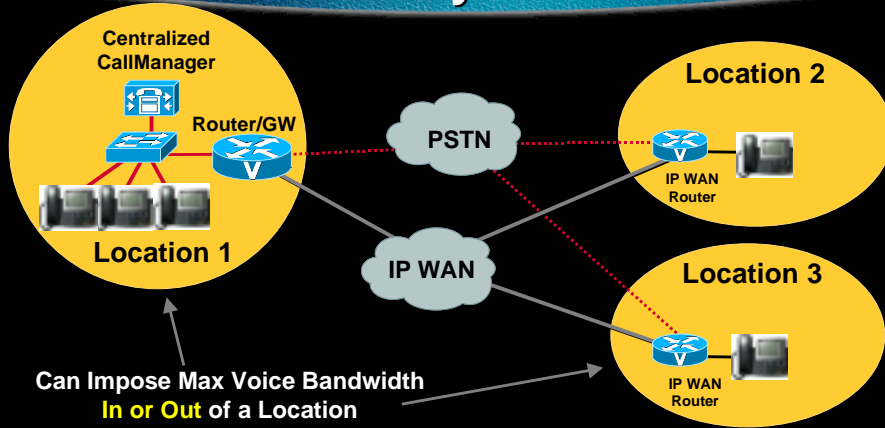 Centralized
CallManager
Router/GW
V
Location 1
PSTN
IP WAN
Location 2
V
IP WAN
Router
Location 3
V
IP WAN
Router
Can Impose Max Voice Bandwidth
In or Out of a Location